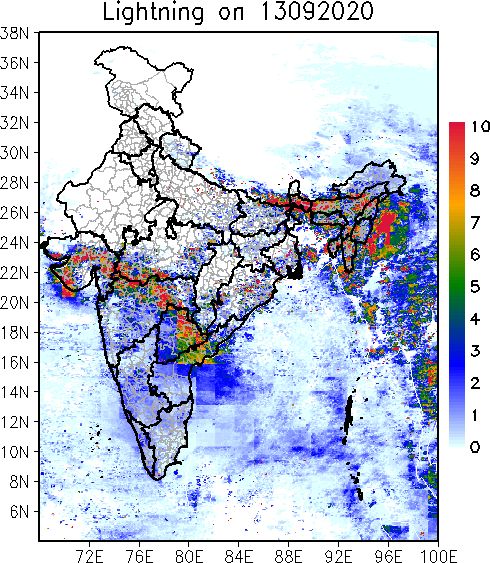 Lightning on 13092020
38N
36N
34N
32N
30N
28N
26N
24N
22N
20N
18N
16N
14N
12N
10N
8N
6N
10
9
8
7
6
5
4
3
2
1
0
72E 76E 80E 84E 88E 92E 96E 100E